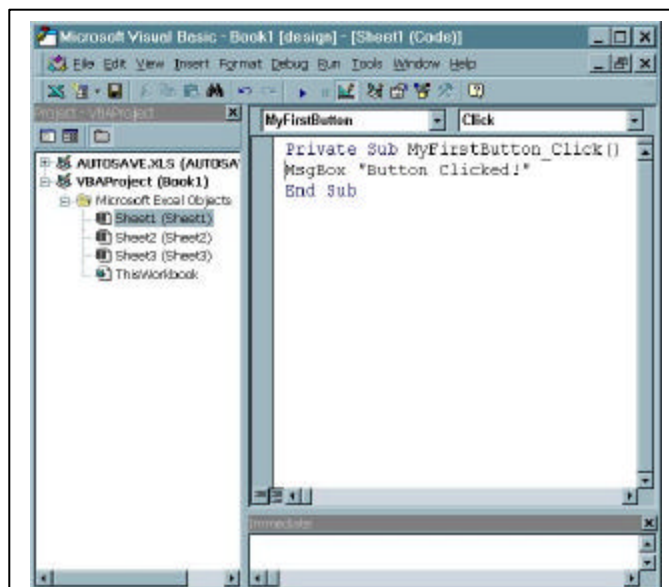 Microsoft Visual Basic - Book1 [design] - [Sheet1 (Code)]
File Edit View Insert Format Debug Run Tools Window Help
Project - VBAProject
MyFirstButton
Click
AUTOSAVE.XLS (AUTOSA
VBAProject (Book1)
Microsoft Excel Objects
Sheet1 (Sheet1)
Sheet2 (Sheet2)
Sheet3 (Sheet3)
ThisWorkbook
Private Sub MyFirstButton_Click()
MsgBox "Button Clicked!"
End Sub
Immediate